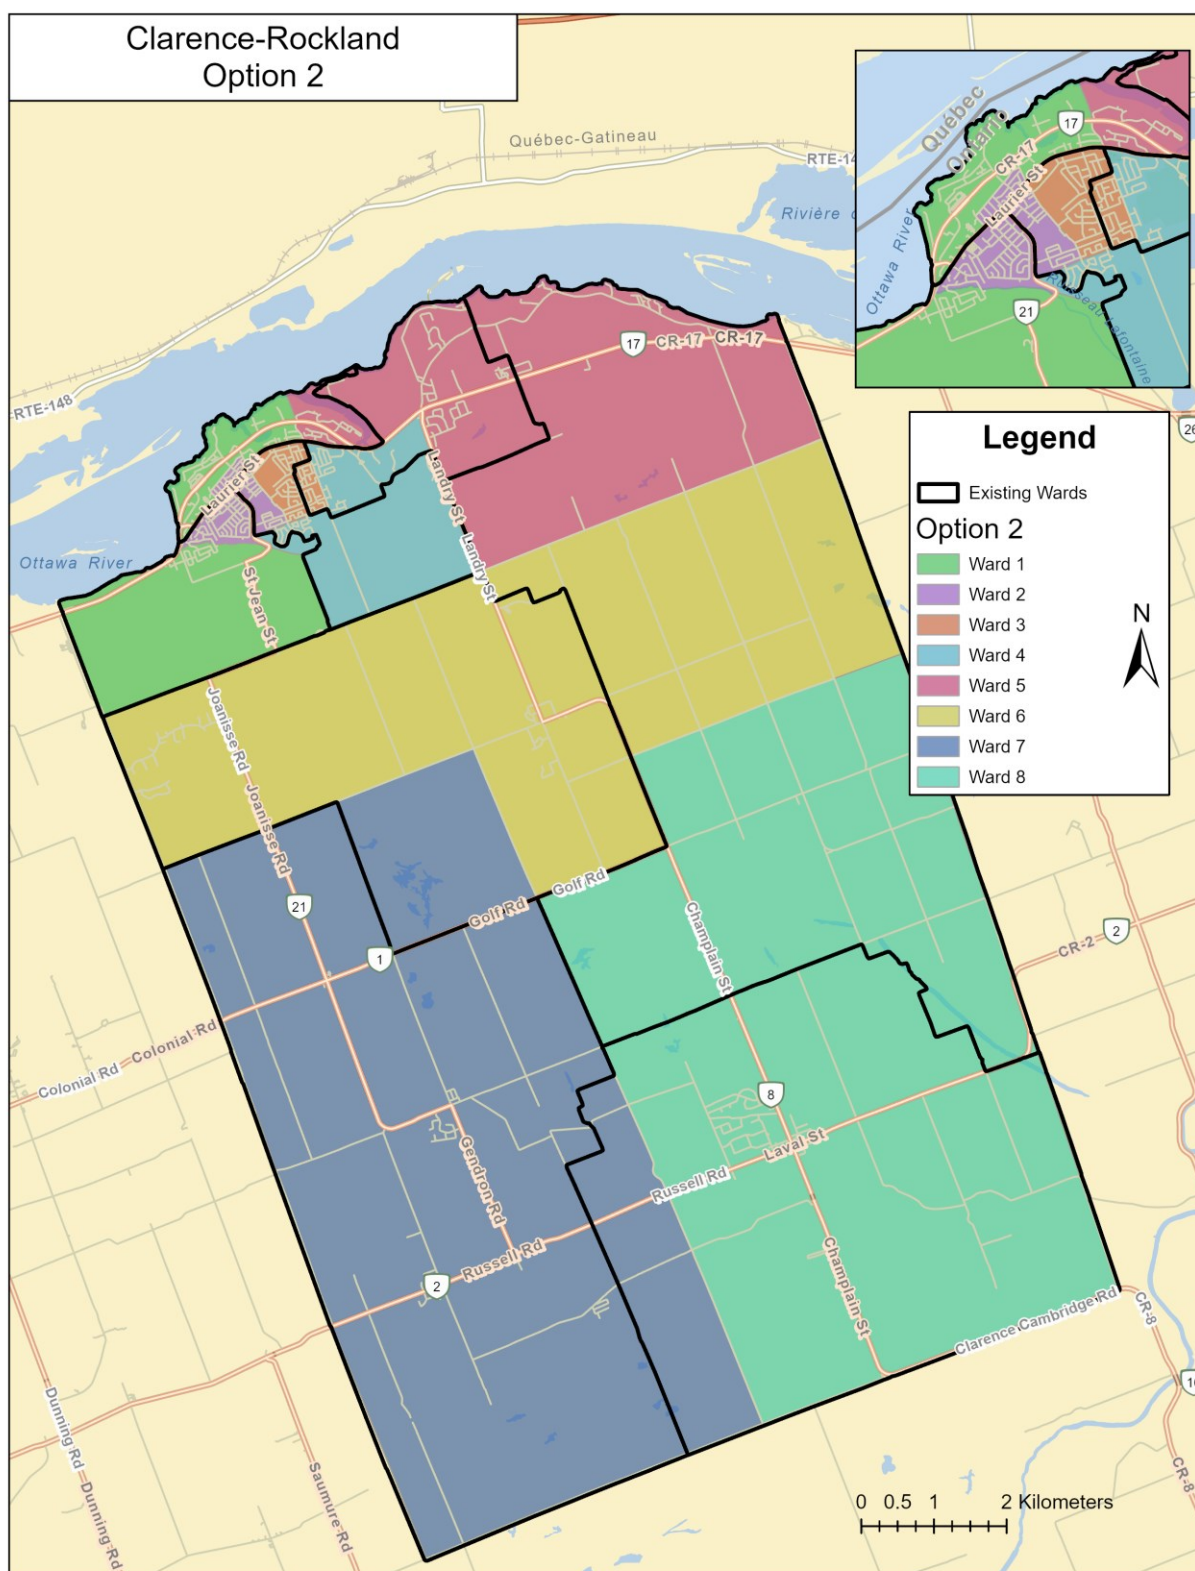 Clarence-Rockland
Option 2
Québec-Gatineau
RTE-14
Rivière d
RTE-148
Ottawa River
17
CR-17
CR-17
Laurier St
Landry St
Landry St
St Jean St
Joanisse Rd
Joanisse Rd
21
1
Golf Rd
Golf Rd
Colonial Rd
Colonial Rd
Champlain St
8
Laval St
Russell Rd
Gendron Rd
Russell Rd
2
Champlain St
Clarence Cambridge Rd
CR-2
2
CR-8
CR-8
Dunning Rd
Dunning Rd
Saumure Rd
Québec
Ontario
17
CR-17
Laurier St
Ottawa River
21
Ruisseau Lafontaine
26
Legend
Existing Wards
Option 2
Ward 1
Ward 2
Ward 3
Ward 4
Ward 5
Ward 6
Ward 7
Ward 8
N
0 0.5 1 2 Kilometers